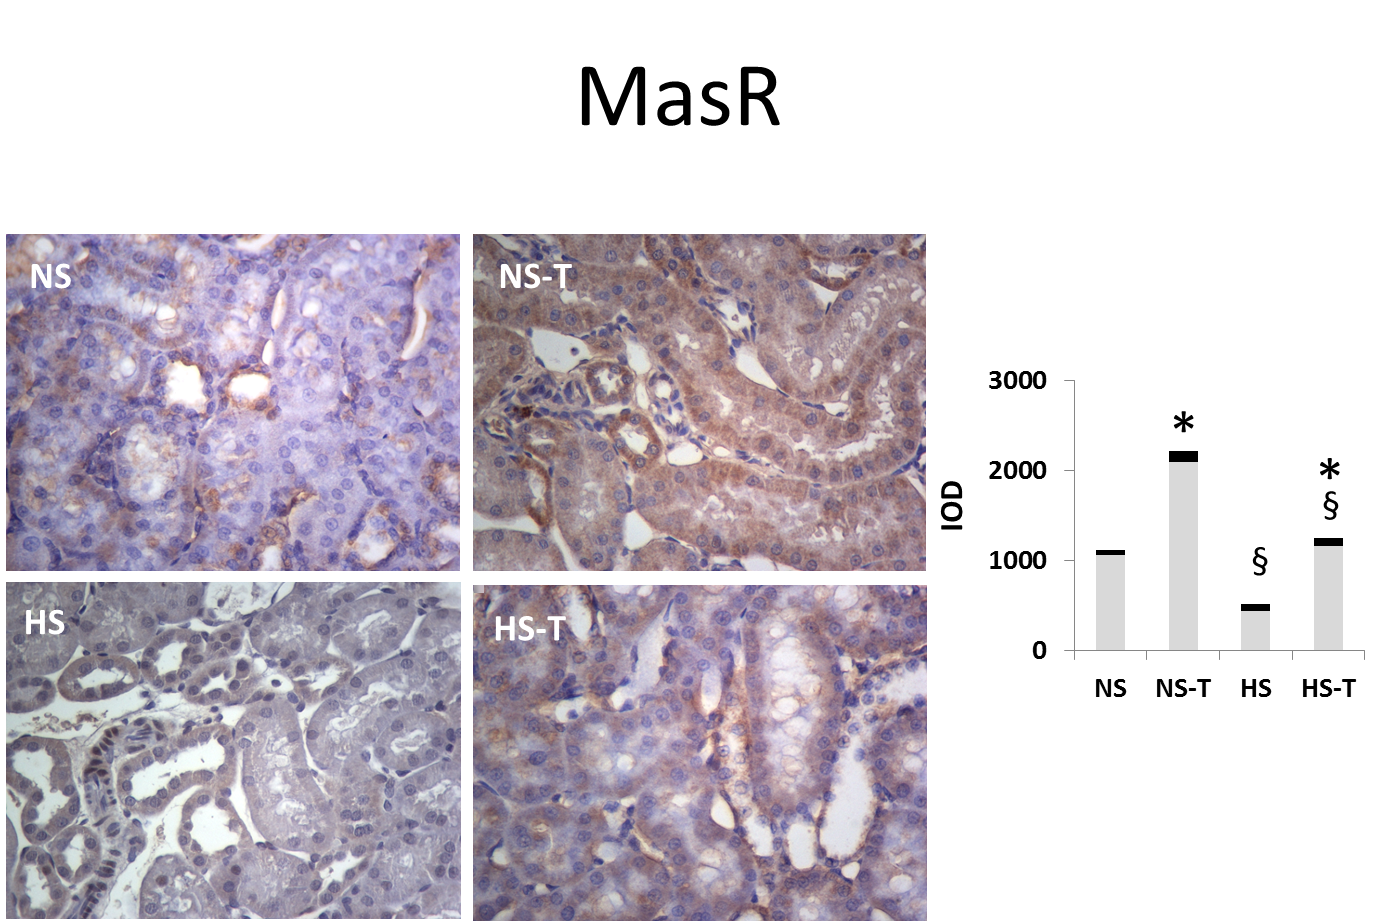 MasR
NS
NS-T
HS
HS-T
IOD
3000
2000
1000
0
*
*
§
§
NS
NS-T
HS
HS-T